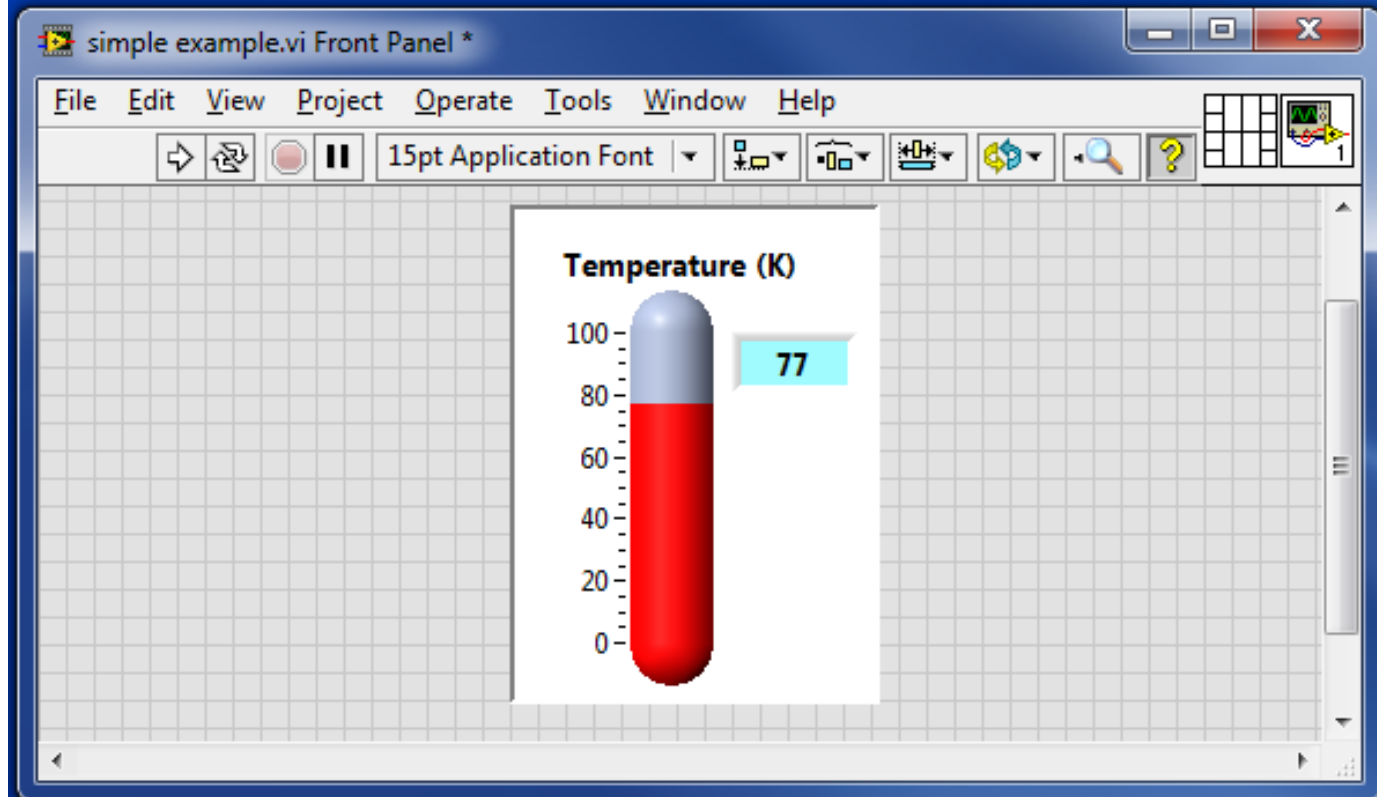 simple example.vi Front Panel *
File Edit View Project Operate Tools Window Help
15pt Application Font
1
Temperature (K)
100
77
80
60
40
20
0